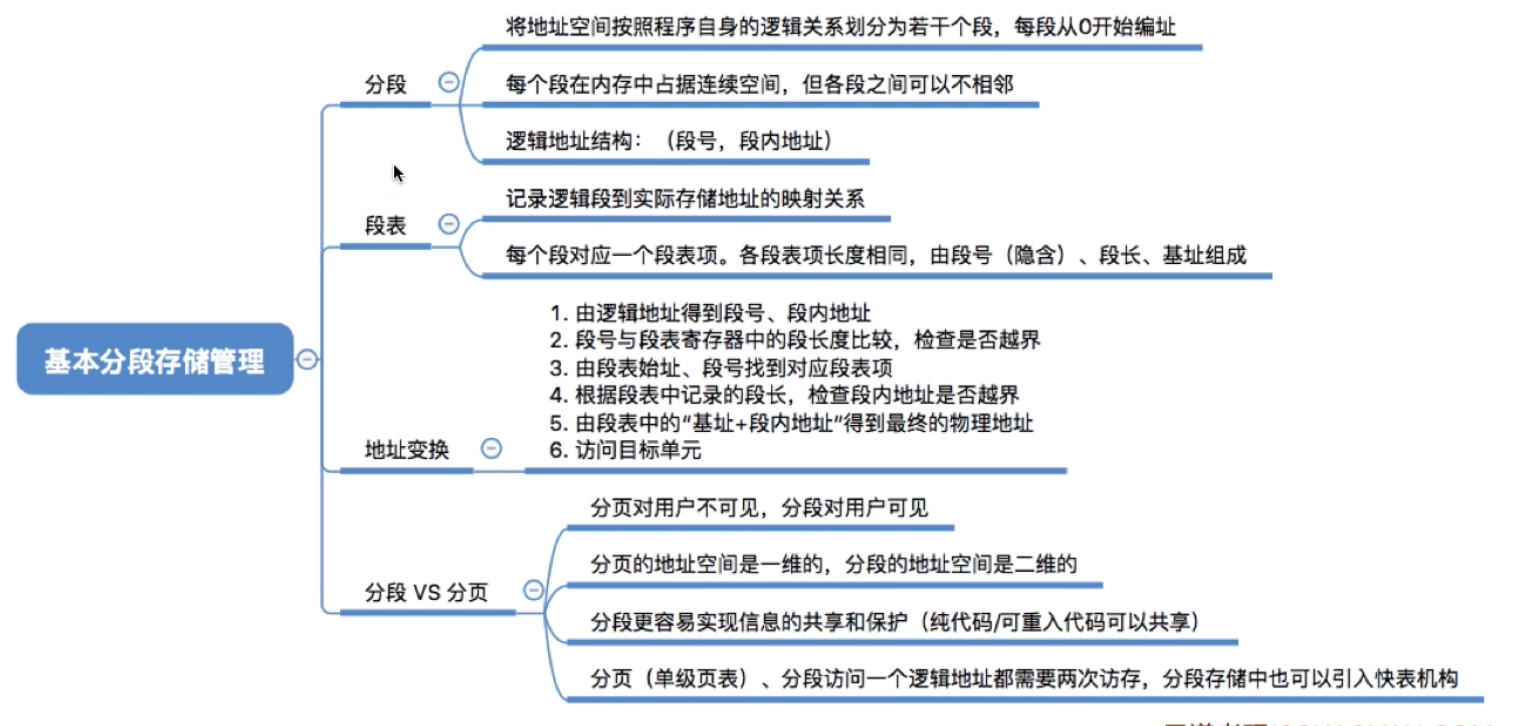 将地址空间按照程序自身的逻辑关系划分为若干个段，每段从0开始编址
分段
每个段在内存中占据连续空间，但各段之间可以不相邻
逻辑地址结构：（段号，段内地址）
记录逻辑段到实际存储地址的映射关系
段表
每个段对应一个段表项。各段表项长度相同，由段号（隐含）、段长、基址组成
基本分段存储管理
1. 由逻辑地址得到段号、段内地址
2. 段号与段表寄存器中的段长度比较，检查是否越界
3. 由段表始址、段号找到对应段表项
4. 根据段表中记录的段长，检查段内地址是否越界
5. 由段表中的“基址+段内地址“得到最终的物理地址
6. 访问目标单元
地址变换
分页对用户不可见，分段对用户可见
分页的地址空间是一维的，分段的地址空间是二维的
分段 VS 分页
分段更容易实现信息的共享和保护（纯代码/可重入代码可以共享）
分页（单级页表）、分段访问一个逻辑地址都需要两次访存，分段存储中也可以引入快表机构